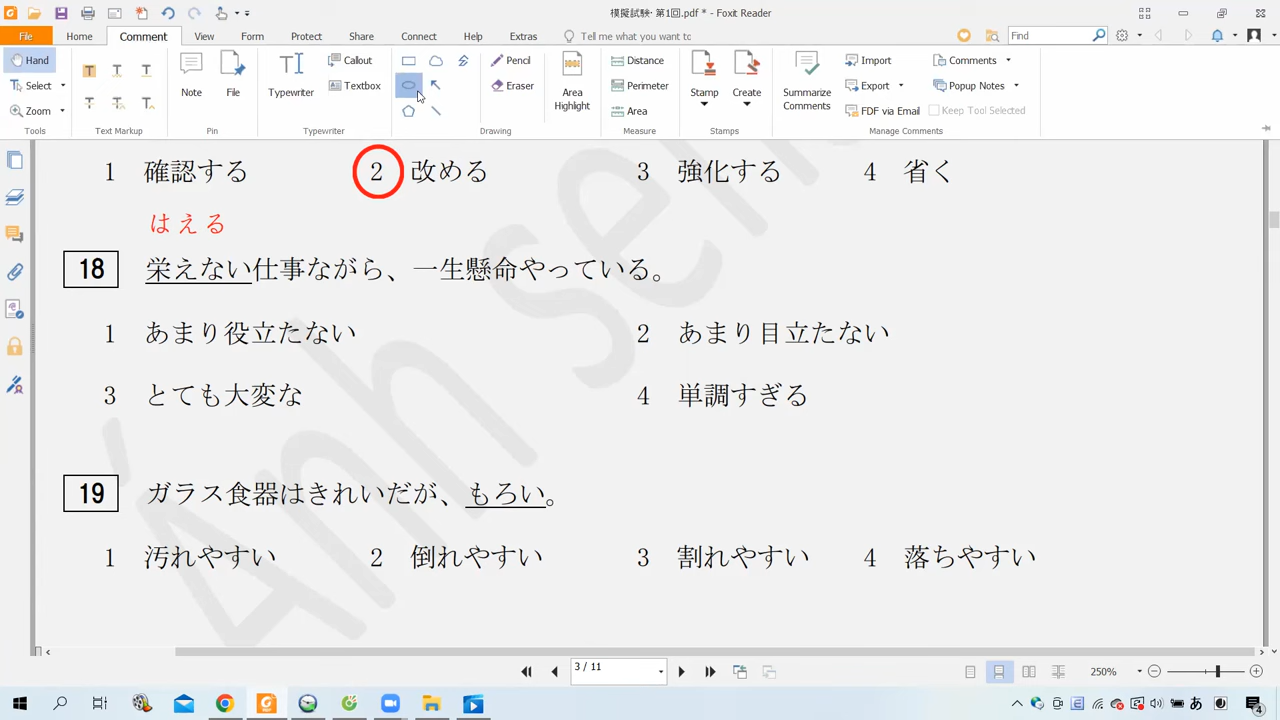 模擬試験・第1回.pdf * - Foxit Reader
File Home Comment View Form Protect Share Connect Help Extras Tell me what you want to Find
Hand
Select
Zoom
Tools
T T T
T T T
Text Markup
Note
File
Pin
Typewriter
Callout
Textbox
Typewriter
Drawing
Pencil
Eraser
Area Highlight
Distance
Perimeter
Area
Measure
Stamp
Create
Stamps
Summarize Comments
Import
Export
FDF via Email
Comments
Popup Notes
Keep Tool Selected
Manage Comments
1 確認する 2 改める 3 強化する 4 省く
はえる
18 栄えない仕事ながら、一生懸命やっている。
1 あまり役立たない 2 あまり目立たない
3 とても大変な 4 単調すぎる
19 ガラス食器はきれいだが、もろい。
1 汚れやすい 2 倒れやすい 3 割れやすい 4 落ちやすい
Ánh sen
3 / 11
250%
あ
4